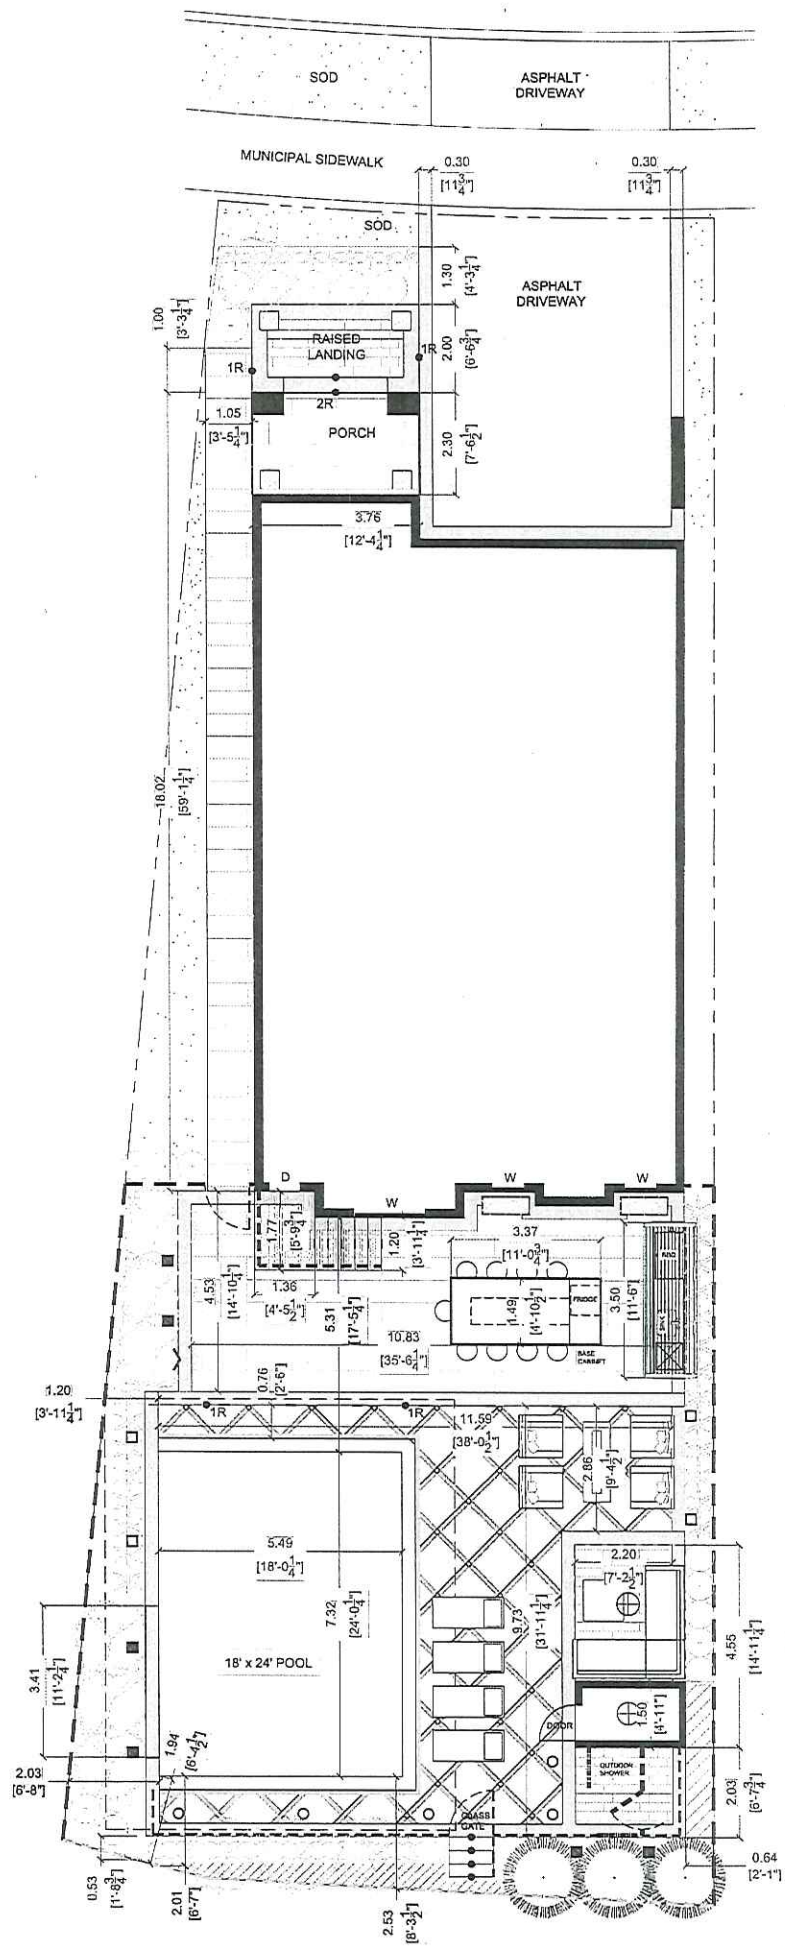 SOD
ASPHALT
DRIVEWAY
MUNICIPAL SIDEWALK
0.30
[11 3/4"]
0.30
[11 3/4"]
SOD
1.30
[4'-3 1/4"]
ASPHALT
DRIVEWAY
1.00
[3'-3 1/4"]
RAISED
LANDING
2.00
[6'-6 3/4"]
1R
1R
2R
1.05
[3'-5 1/4"]
PORCH
2.30
[7'-6 1/2"]
3.76
[12'-4 1/4"]
18.02
[59'-1 1/4"]
D
W
W
W
1.77
[5'-9 3/4"]
1.20
[3'-11 1/4"]
3.37
[11'-0 3/4"]
4.53
[14'-10 1/4"]
1.36
[4'-5 1/2"]
5.31
[17'-5 1/4"]
1.49
[4'-10 1/2"]
FRIDGE
3.50
[11'-6"]
SINK
10.83
[35'-6 1/4"]
BASE
CABINET
0.76
[2'-6"]
1.20
[3'-11 1/4"]
1R
1R
11.59
[38'-0 1/2"]
2.86
[9'-4 1/2"]
5.49
[18'-0 1/4"]
2.20
[7'-2 1/2"]
7.32
[24'-0 1/4"]
9.73
[31'-11 1/4"]
4.55
[14'-11 1/4"]
3.41
[11'-2 1/4"]
18' x 24' POOL
1.50
[4'-11"]
DOOR
1.94
[6'-4 1/2"]
2.03
[6'-8"]
OUTDOOR
SHOWER
2.03
[6'-7 3/4"]
GLASS
GATE
0.53
[1'-8 3/4"]
2.01
[6'-7"]
2.53
[8'-3 1/2"]
0.64
[2'-1"]